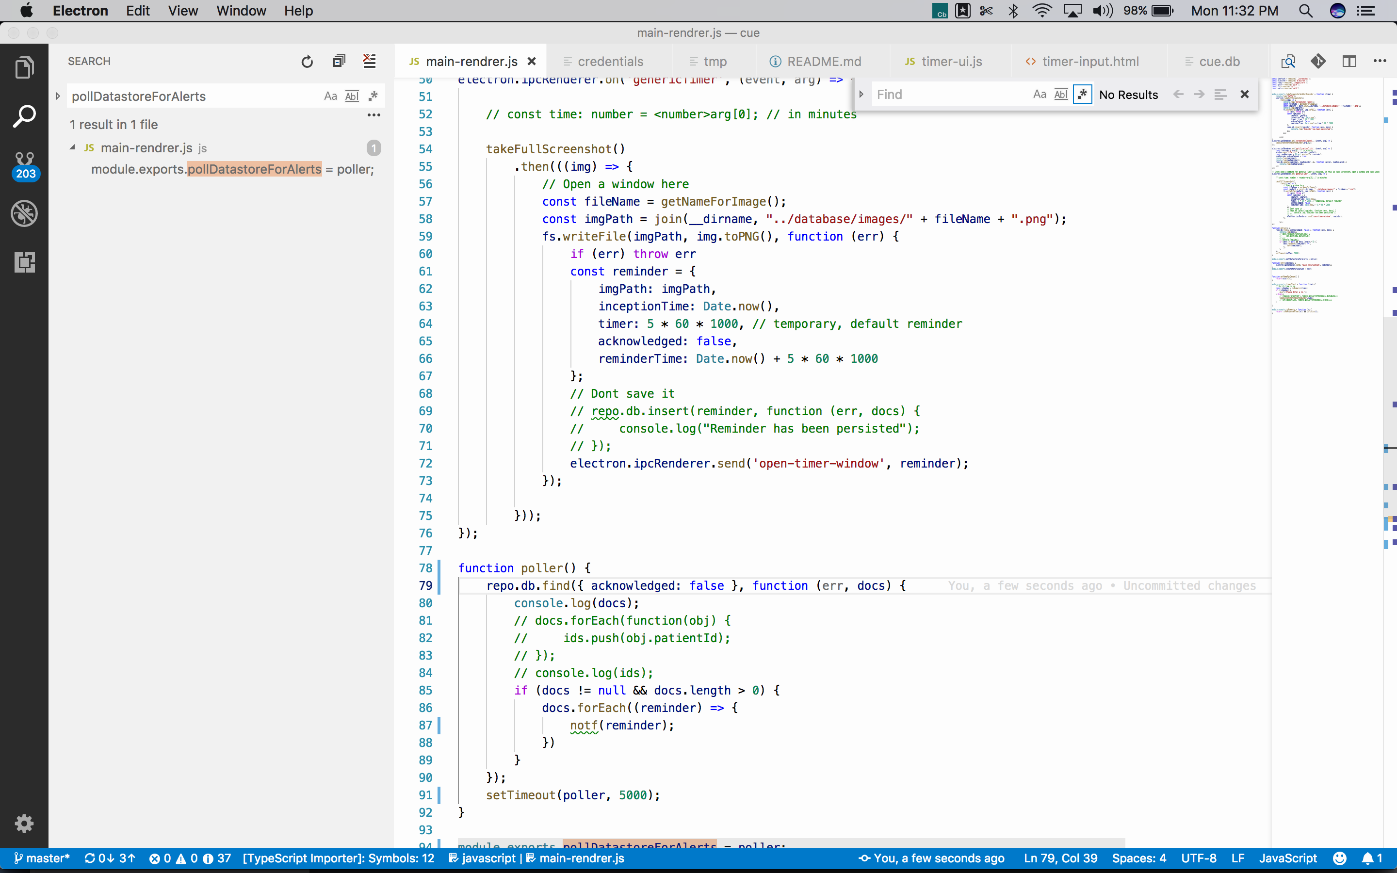 Electron Edit View Window Help
Cb 98% Mon 11:32 PM
main-rendrer.js — cue
SEARCH
JS main-rendrer.js credentials tmp README.md JS timer-ui.js timer-input.html cue.db
pollDatastoreForAlerts Aa Abl .*
...
1 result in 1 file
JS main-rendrer.js js 1
module.exports.pollDatastoreForAlerts = poller;
203
Find Aa Abl .* No Results
50 electron.ipcRenderer.on('genericTimer', (event, arg) =>
51
52 // const time: number = <number>arg[0]; // in minutes
53
54 takeFullScreenshot()
55 .then(((img) => {
56 // Open a window here
57 const fileName = getNameForImage();
58 const imgPath = join(__dirname, "../database/images/" + fileName + ".png");
59 fs.writeFile(imgPath, img.toPNG(), function (err) {
60 if (err) throw err
61 const reminder = {
62 imgPath: imgPath,
63 inceptionTime: Date.now(),
64 timer: 5 * 60 * 1000, // temporary, default reminder
65 acknowledged: false,
66 reminderTime: Date.now() + 5 * 60 * 1000
67 };
68 // Dont save it
69 // repo.db.insert(reminder, function (err, docs) {
70 // console.log("Reminder has been persisted");
71 // });
72 electron.ipcRenderer.send('open-timer-window', reminder);
73 });
74
75 }));
76 });
77
78 function poller() {
79 repo.db.find({ acknowledged: false }, function (err, docs) { You, a few seconds ago • Uncommitted changes
80 console.log(docs);
81 // docs.forEach(function(obj) {
82 // ids.push(obj.patientId);
83 // });
84 // console.log(ids);
85 if (docs != null && docs.length > 0) {
86 docs.forEach((reminder) => {
87 notf(reminder);
88 })
89 }
90 });
91 setTimeout(poller, 5000);
92 }
93
94 module.exports.pollDatastoreForAlerts = poller;
master* 0↓ 3↑ 0 0 37 [TypeScript Importer]: Symbols: 12 javascript | main-rendrer.js You, a few seconds ago Ln 79, Col 39 Spaces: 4 UTF-8 LF JavaScript 1